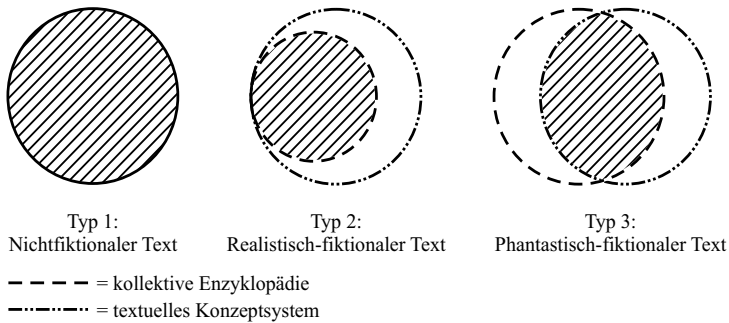 Typ 1:
Nichtfiktionaler Text
Typ 2:
Realistisch-fiktionaler Text
Typ 3:
Phantastisch-fiktionaler Text
= kollektive Enzyklopädie
= textuelles Konzeptsystem